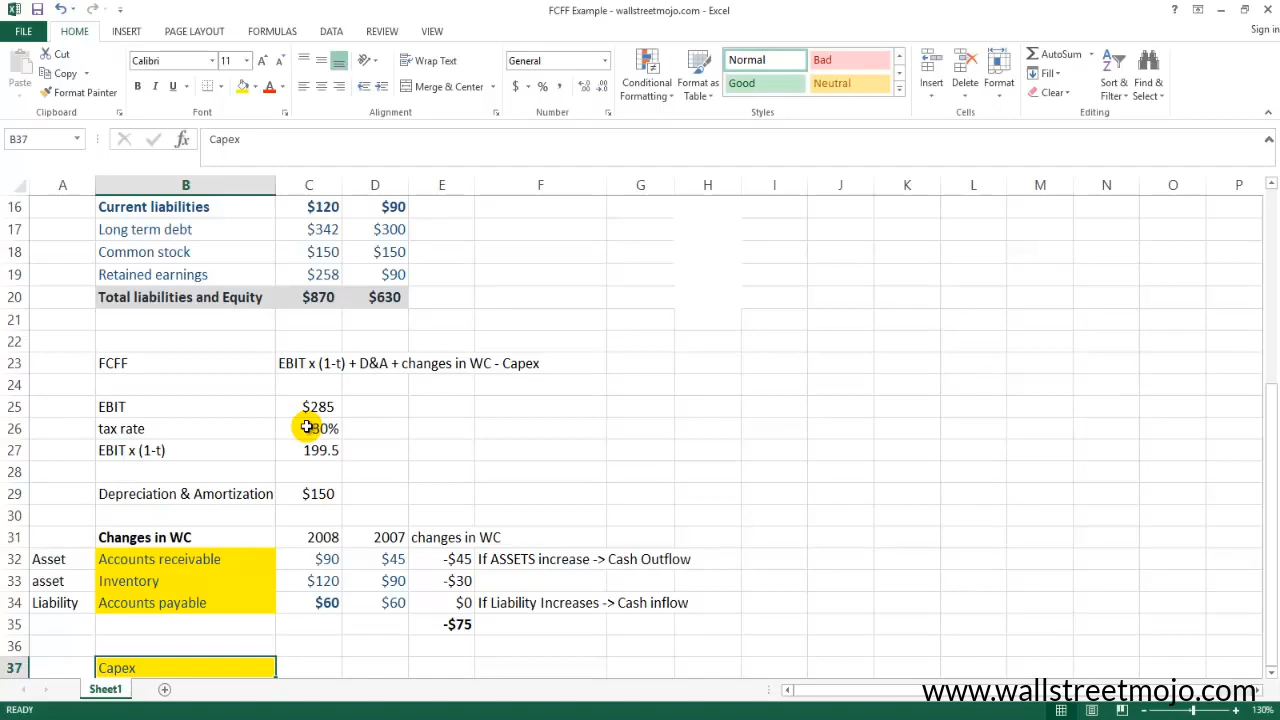 FCFF Example - wallstreetmojo.com - Excel
?
Sign in
FILE HOME INSERT PAGE LAYOUT FORMULAS DATA REVIEW VIEW
Paste Cut Copy Format Painter
Calibri 11
B I U A
Wrap Text Merge & Center
General
$ % ,
Conditional Formatting Format as Table
Normal Bad
Good Neutral
Insert Delete Format
AutoSum Fill Clear
Sort & Filter Find & Select
Clipboard Font Alignment Number Styles Cells Editing
B37 fx Capex
A B C D E F G H I J K L M N O P
16 Current liabilities $120 $90
17 Long term debt $342 $300
18 Common stock $150 $150
19 Retained earnings $258 $90
20 Total liabilities and Equity $870 $630
21
22
23 FCFF EBIT x (1-t) + D&A + changes in WC - Capex
24
25 EBIT $285
26 tax rate 30%
27 EBIT x (1-t) 199.5
28
29 Depreciation & Amortization $150
30
31 Changes in WC 2008 2007 changes in WC
32 Asset Accounts receivable $90 $45 -$45 If ASSETS increase -> Cash Outflow
33 asset Inventory $120 $90 -$30
34 Liability Accounts payable $60 $60 $0 If Liability Increases -> Cash inflow
35 -$75
36
37 Capex
Sheet1
www.wallstreetmojo.com
READY 130%